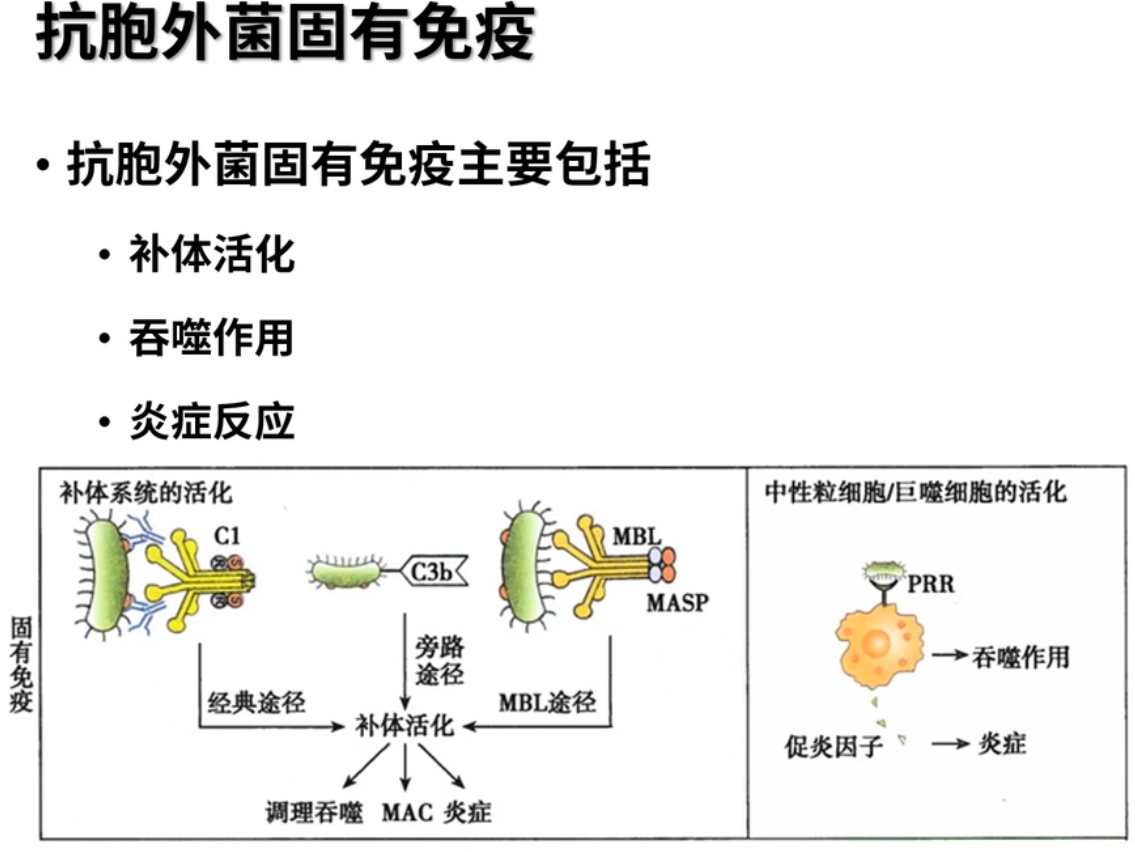 抗胞外菌固有免疫
• 抗胞外菌固有免疫主要包括
• 补体活化
• 吞噬作用
• 炎症反应
固有免疫
补体系统的活化
C1
R S
R S
C3b
MBL
MASP
经典途径
旁路
途径
MBL途径
补体活化
调理吞噬 MAC 炎症
中性粒细胞/巨噬细胞的活化
PRR
吞噬作用
促炎因子
炎症